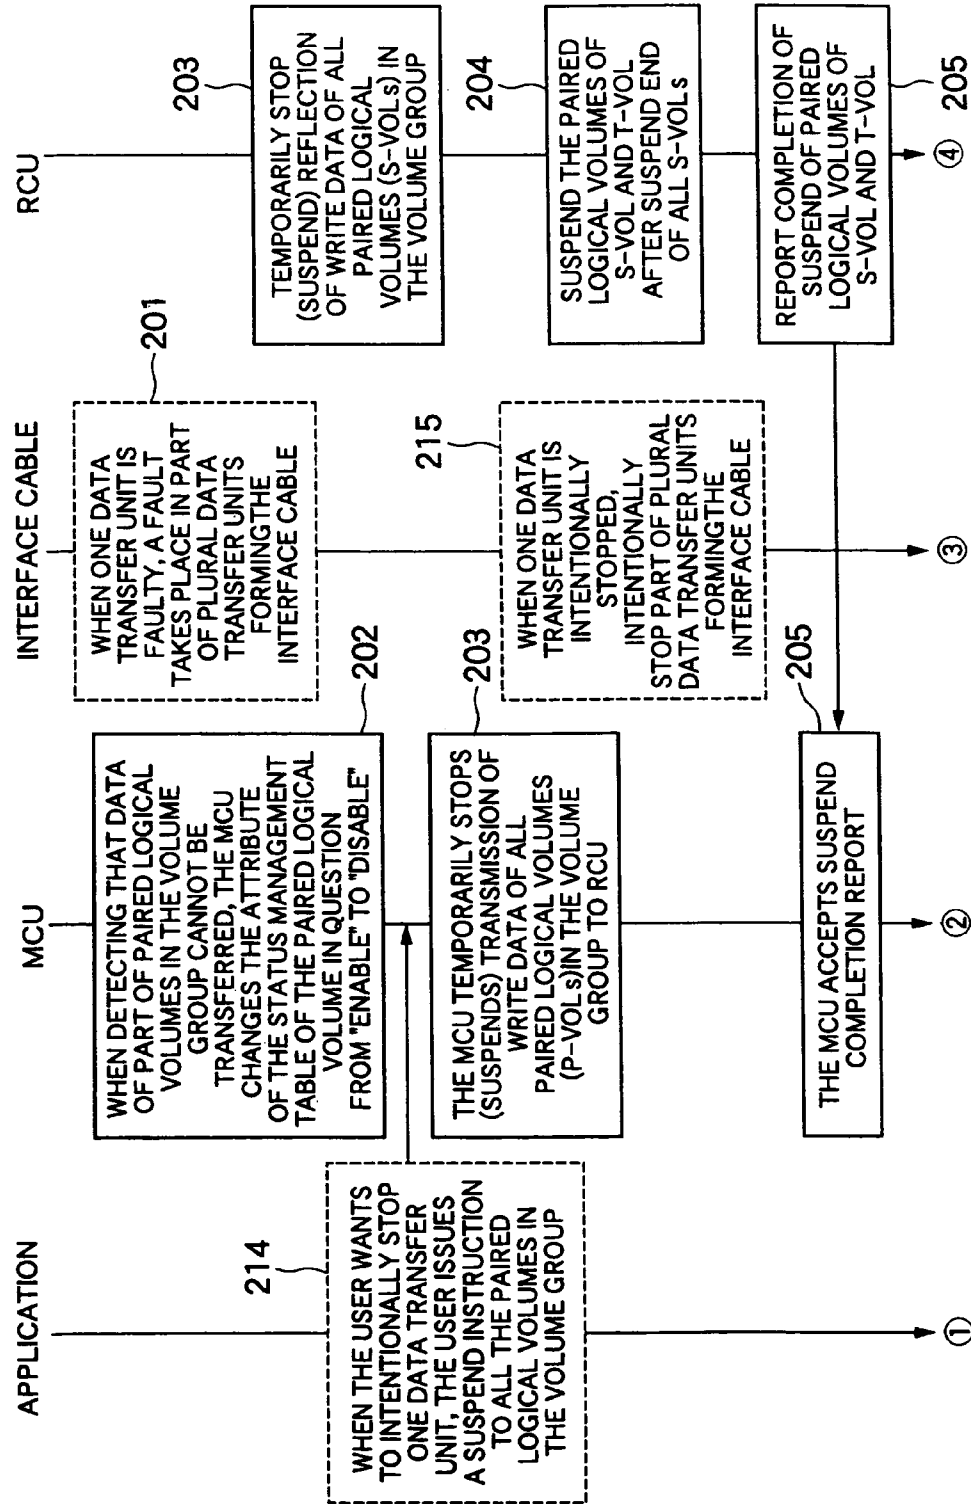 APPLICATION
214
WHEN THE USER WANTS
TO INTENTIONALLY STOP
ONE DATA TRANSFER
UNIT, THE USER ISSUES
A SUSPEND INSTRUCTION
TO ALL THE PAIRED
LOGICAL VOLUMES IN
THE VOLUME GROUP
①
MCU
WHEN DETECTING THAT DATA
OF PART OF PAIRED LOGICAL
VOLUMES IN THE VOLUME
GROUP CANNOT BE
TRANSFERRED, THE MCU
CHANGES THE ATTRIBUTE
OF THE STATUS MANAGEMENT
TABLE OF THE PAIRED LOGICAL
VOLUME IN QUESTION
FROM "ENABLE" TO "DISABLE"
202
THE MCU TEMPORARILY STOPS
(SUSPENDS) TRANSMISSION OF
WRITE DATA OF ALL
PAIRED LOGICAL VOLUMES
(P-VOLs)IN THE VOLUME
GROUP TO RCU
203
THE MCU ACCEPTS SUSPEND
COMPLETION REPORT
205
②
INTERFACE CABLE
WHEN ONE DATA
TRANSFER UNIT IS
FAULTY, A FAULT
TAKES PLACE IN PART
OF PLURAL DATA
TRANSFER UNITS
FORMING THE
INTERFACE CABLE
201
215
WHEN ONE DATA
TRANSFER UNIT IS
INTENTIONALLY
STOPPED,
INTENTIONALLY
STOP PART OF PLURAL
DATA TRANSFER UNITS
FORMING THE
INTERFACE CABLE
③
RCU
203
TEMPORARILY STOP
(SUSPEND) REFLECTION
OF WRITE DATA OF ALL
PAIRED LOGICAL
VOLUMES (S-VOLs) IN
THE VOLUME GROUP
204
SUSPEND THE PAIRED
LOGICAL VOLUMES OF
S-VOL AND T-VOL
AFTER SUSPEND END
OF ALL S-VOLs
REPORT COMPLETION OF
SUSPEND OF PAIRED
LOGICAL VOLUMES OF
S-VOL AND T-VOL
205
④